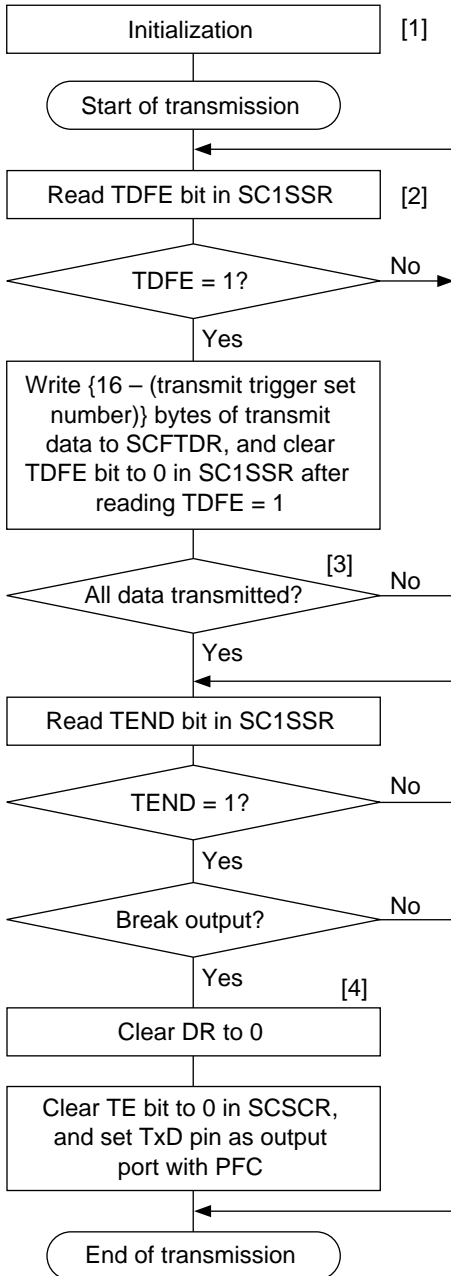 Initialization [1]
Start of transmission
Read TDFE bit in SC1SSR [2]
TDFE = 1? No
Yes
Write {16 – (transmit trigger set
number)} bytes of transmit
data to SCFTDR, and clear
TDFE bit to 0 in SC1SSR after
reading TDFE = 1
[3]
All data transmitted? No
Yes
Read TEND bit in SC1SSR
TEND = 1? No
Yes
Break output? No
Yes
[4]
Clear DR to 0
Clear TE bit to 0 in SCSCR,
and set TxD pin as output
port with PFC
End of transmission